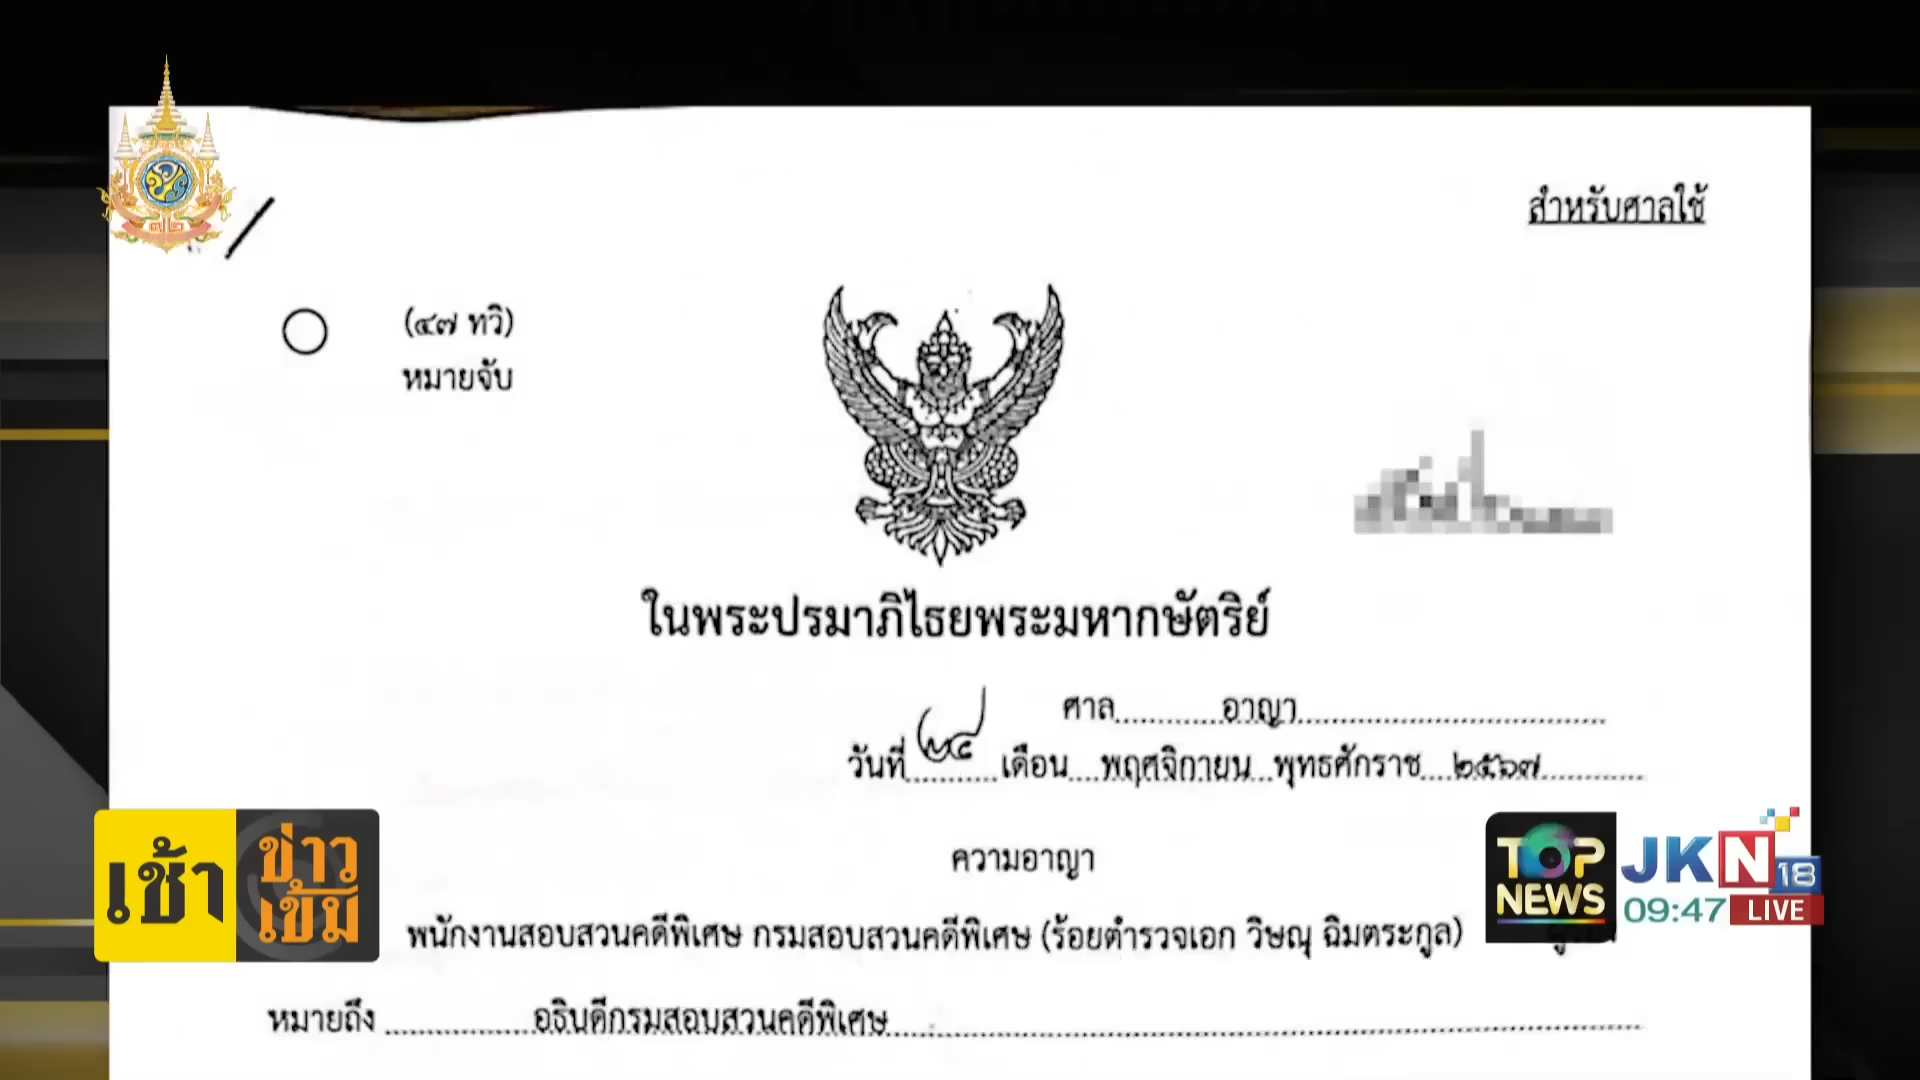 สำหรับศาลใช้
(๔๗ ทวิ)
หมายจับ
ในพระปรมาภิไธยพระมหากษัตริย์
ศาล............อาญา
วันที่ ๒๔ เดือน....พฤศจิกายน...พุทธศักราช....๒๕๖๗
ความอาญา
พนักงานสอบสวนคดีพิเศษ กรมสอบสวนคดีพิเศษ (ร้อยตำรวจเอก วิษณุ ฉิมตระกูล)
หมายถึง อธิบดีกรมสอบสวนคดีพิเศษ
เช้า ข่าว เข้ม
TOP NEWS
JKN 18
09:47 LIVE